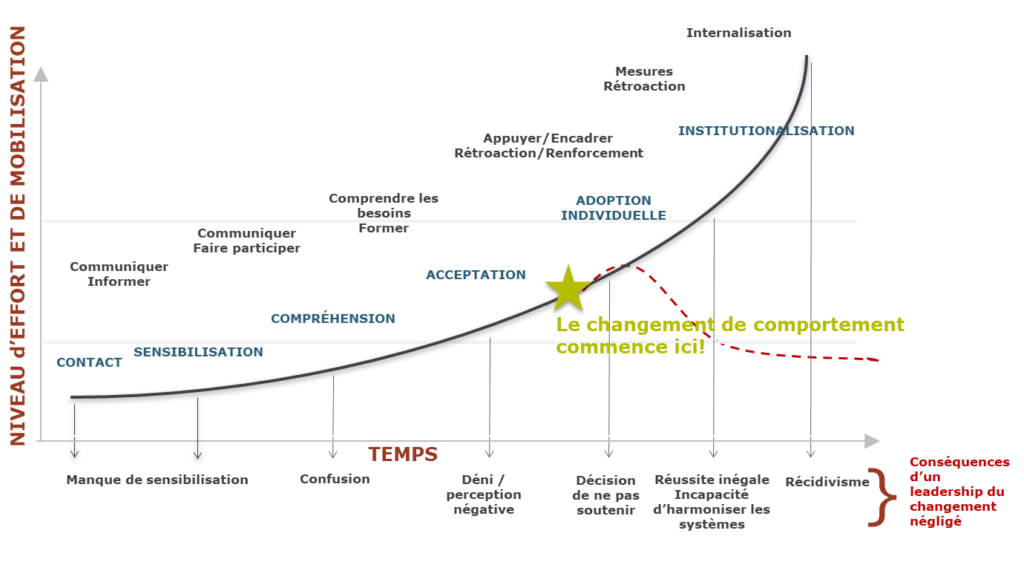 Internalisation
Mesures
Rétroaction
INSTITUTIONALISATION
Appuyer/Encadrer
Rétroaction/Renforcement
Comprendre les
besoins
Former
ADOPTION
INDIVIDUELLE
Communiquer
Faire participer
Communiquer
Informer
ACCEPTATION
COMPRÉHENSION
Le changement de comportement
commence ici!
SENSIBILISATION
CONTACT
NIVEAU d’EFFORT ET DE MOBILISATION
TEMPS
Manque de sensibilisation
Confusion
Déni /
perception
négative
Décision
de ne pas
soutenir
Réussite inégale
Incapacité
d’harmoniser les
systèmes
Récidivisme
Conséquences
d’un
leadership du
changement
négligé